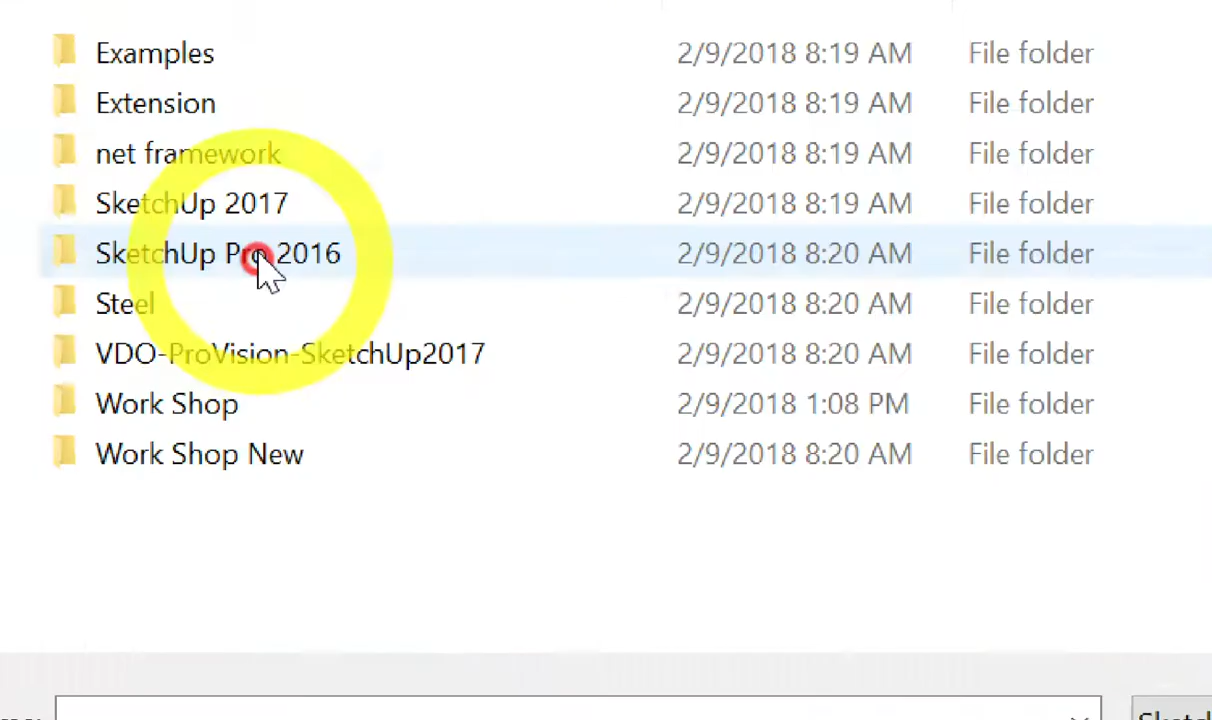 Examples 2/9/2018 8:19 AM File folder
Extension 2/9/2018 8:19 AM File folder
net framework 2/9/2018 8:19 AM File folder
SketchUp 2017 2/9/2018 8:19 AM File folder
SketchUp Pro 2016 2/9/2018 8:20 AM File folder
Steel 2/9/2018 8:20 AM File folder
VDO-ProVision-SketchUp2017 2/9/2018 8:20 AM File folder
Work Shop 2/9/2018 1:08 PM File folder
Work Shop New 2/9/2018 8:20 AM File folder